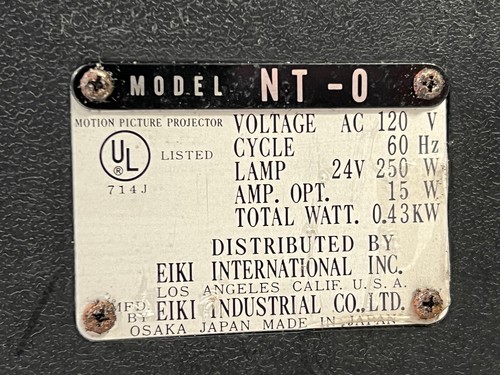 MODEL NT-0
MOTION PICTURE PROJECTOR
UL ®
LISTED
714J
VOLTAGE AC 120 V
CYCLE 60 Hz
LAMP 24V 250 W
AMP. OPT. 15 W
TOTAL WATT. 0.43KW
DISTRIBUTED BY
EIKI INTERNATIONAL INC.
LOS ANGELES CALIF. U.S.A.
MFD. BY EIKI INDUSTRIAL CO.,LTD.
OSAKA JAPAN MADE IN JAPAN